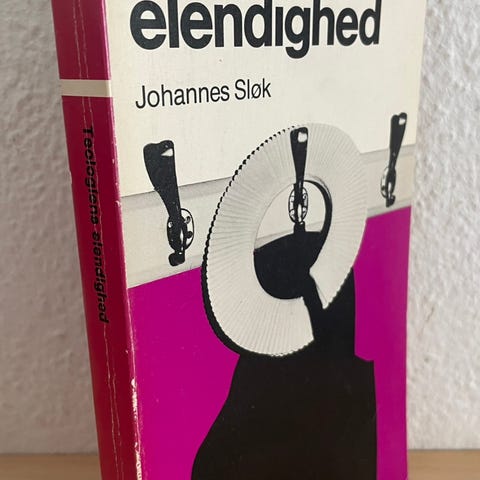 elendighed
Johannes Sløk
Teologiens elendighed